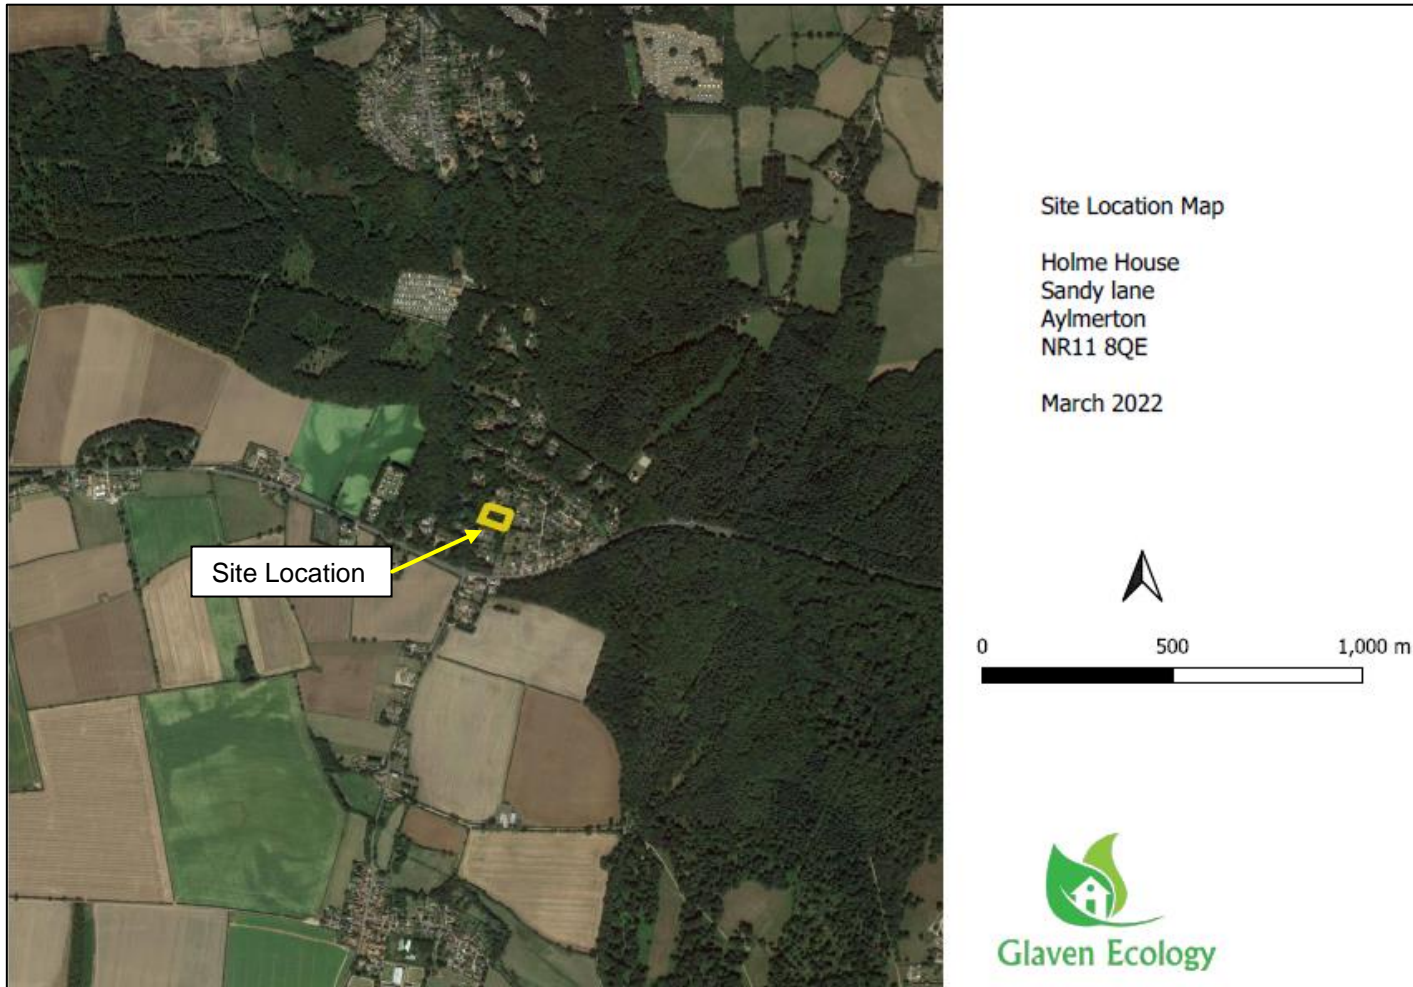 Site Location Map
Holme House
Sandy lane
Aylmerton
NR11 8QE
March 2022
Site Location
0 500 1,000 m
Glaven Ecology